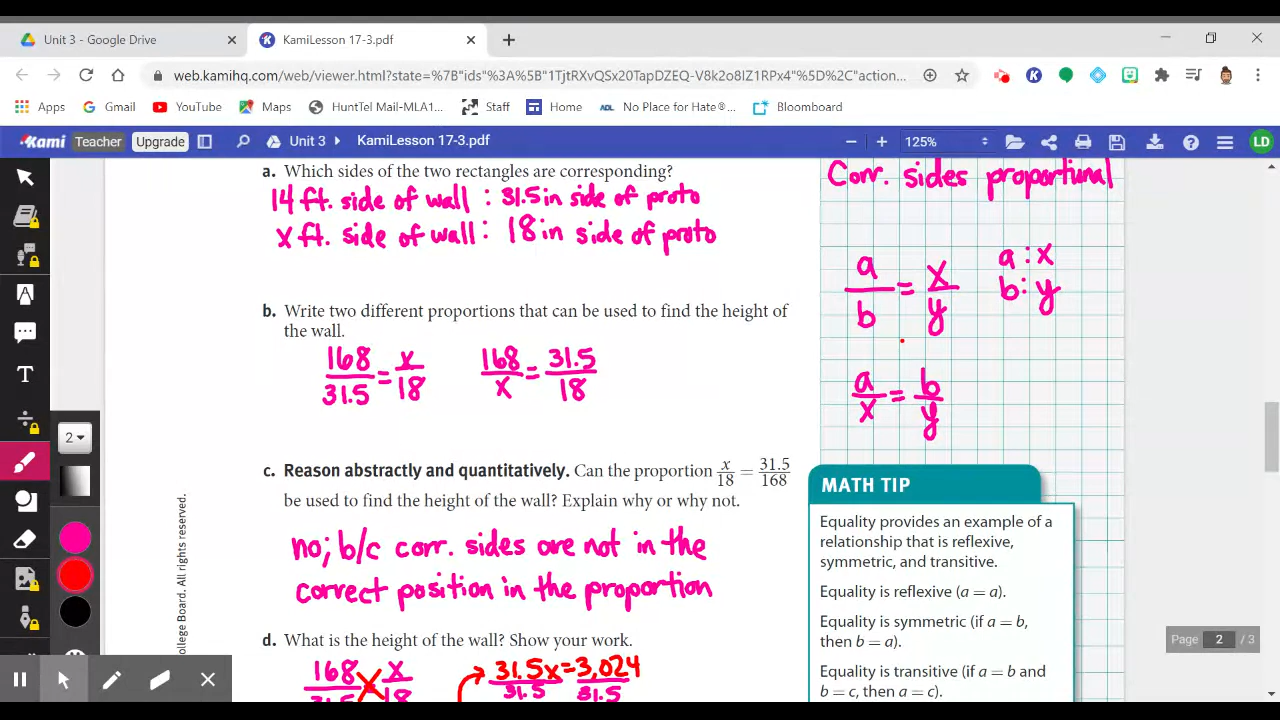 Unit 3 - Google Drive
KamiLesson 17-3.pdf
web.kamihq.com/web/viewer.html?state=%7B"ids"%3A%5B"1TjtRXvQSx20TapDZEQ-V8k2o8IZ1RPx4"%5D%2C"action...
Apps
Gmail
YouTube
Maps
HuntTel Mail-MLA1...
Staff
Home
ADL
No Place for Hate...
Bloomboard
Kami
Teacher
Upgrade
Unit 3
KamiLesson 17-3.pdf
125%
LD
a. Which sides of the two rectangles are corresponding?
14 ft. side of wall : 31.5 in side of proto
x ft. side of wall : 18 in side of proto
b. Write two different proportions that can be used to find the height of
the wall.
168/31.5 = x/18
168/x = 31.5/18
c. Reason abstractly and quantitatively. Can the proportion x/18 = 31.5/168
be used to find the height of the wall? Explain why or why not.
no; b/c corr. sides are not in the
correct position in the proportion
d. What is the height of the wall? Show your work.
168 x
31.5x = 3,024
31.5 31.5
Corr. sides proportional
a/b = x/y
a : x
b : y
a/x = b/y
MATH TIP
Equality provides an example of a
relationship that is reflexive,
symmetric, and transitive.
Equality is reflexive (a = a).
Equality is symmetric (if a = b,
then b = a).
Equality is transitive (if a = b and
b = c, then a = c).
2
ollege Board. All rights reserved.
Page 2 / 3